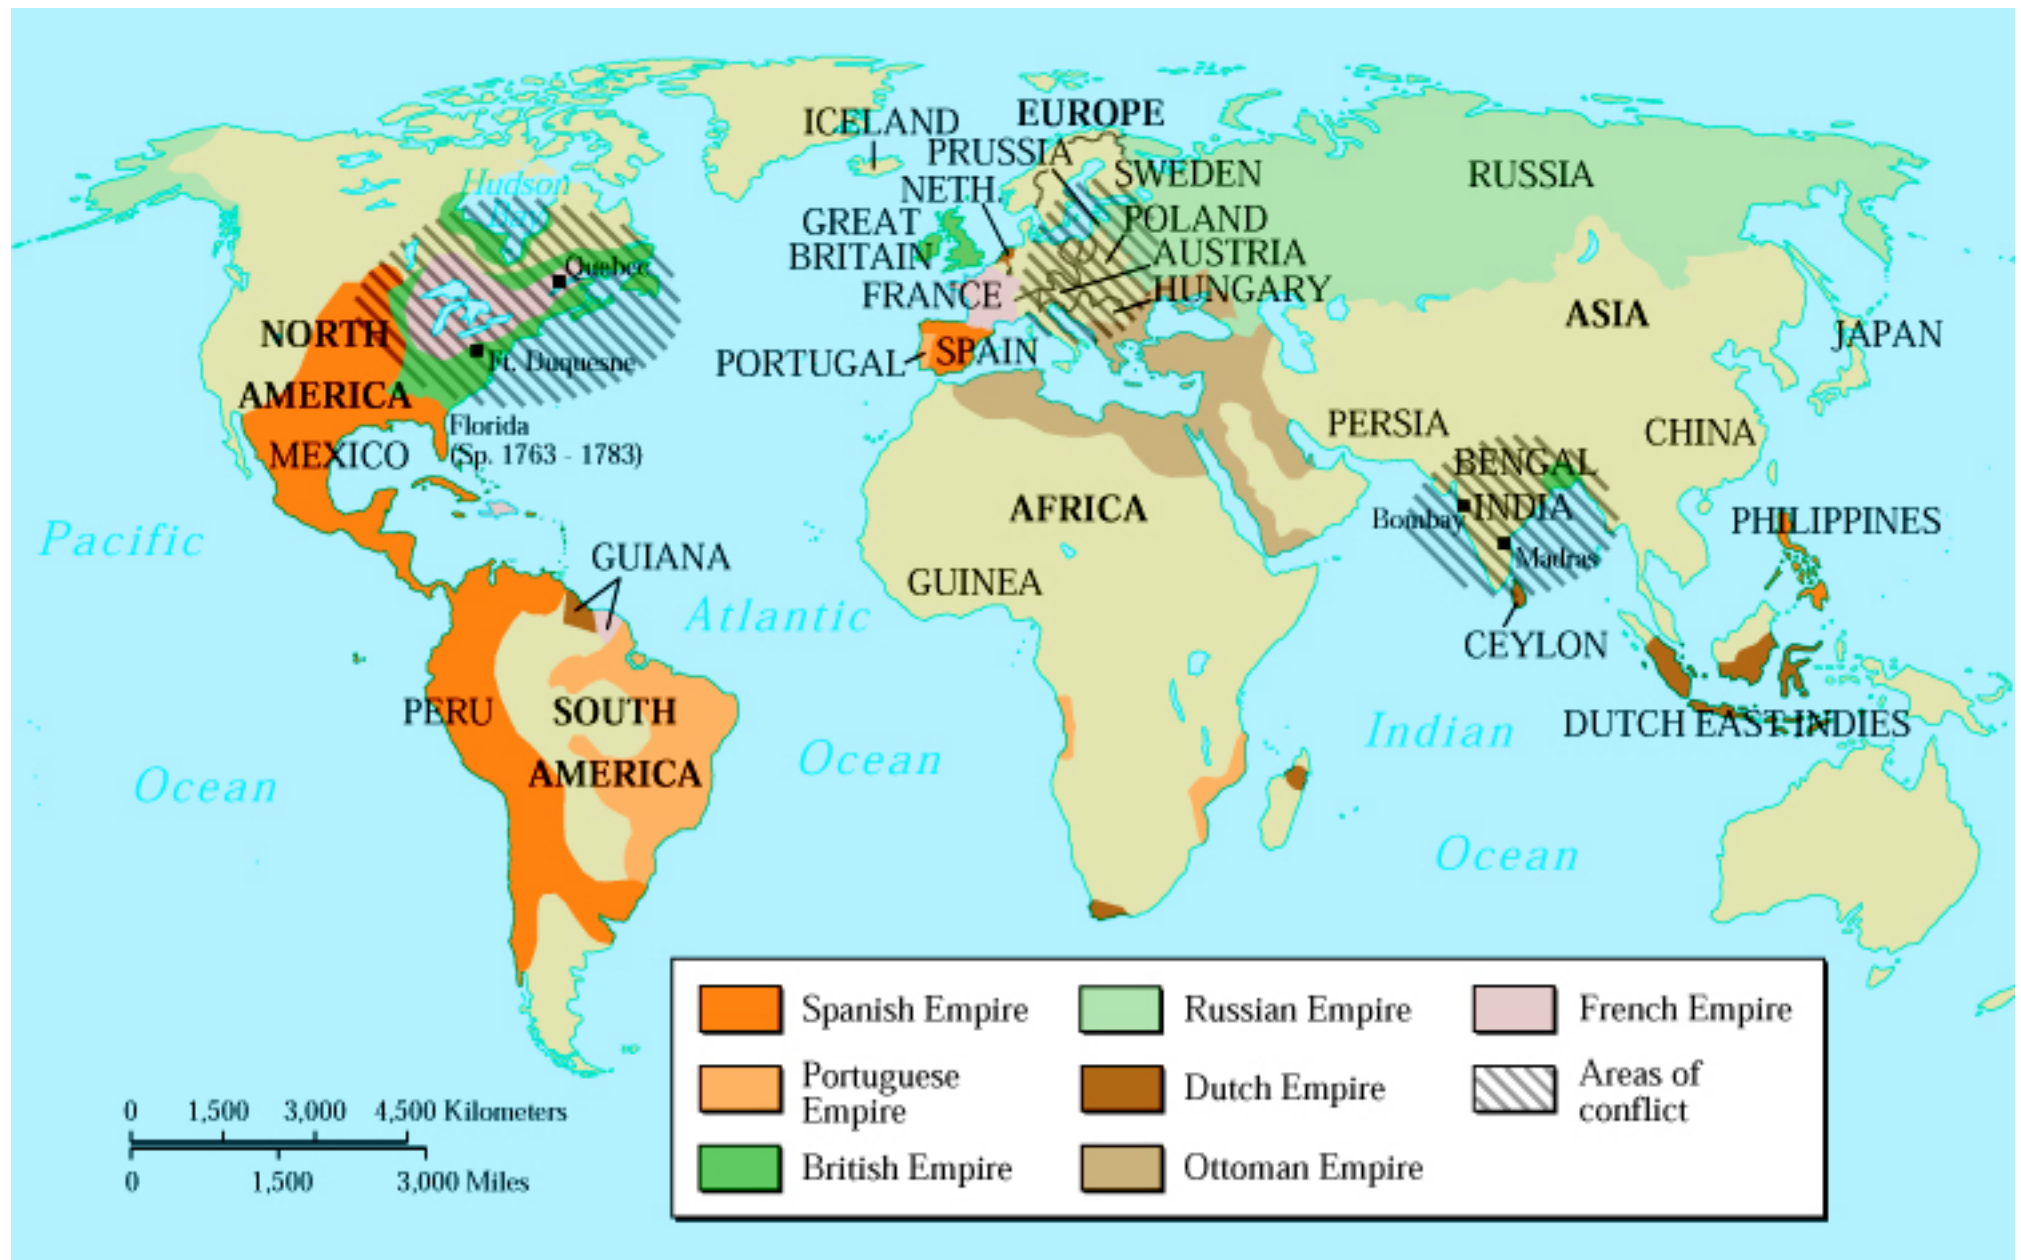 EUROPE
ICELAND
PRUSSIA
SWEDEN
RUSSIA
Hudson
Bay
NETH.
GREAT
BRITAIN
POLAND
AUSTRIA
HUNGARY
Quebec
FRANCE
ASIA
NORTH
AMERICA
JAPAN
PORTUGAL
SPAIN
Ft. Duquesne
Florida
(Sp. 1763 - 1783)
MEXICO
PERSIA
CHINA
BENGAL
INDIA
Bombay
Madras
AFRICA
PHILIPPINES
Pacific
Ocean
GUIANA
GUINEA
Atlantic
Ocean
CEYLON
PERU
SOUTH
AMERICA
Indian
Ocean
DUTCH EAST INDIES
Spanish Empire
Russian Empire
French Empire
Portuguese
Empire
Dutch Empire
Areas of
conflict
British Empire
Ottoman Empire
0 1,500 3,000 4,500 Kilometers
0 1,500 3,000 Miles